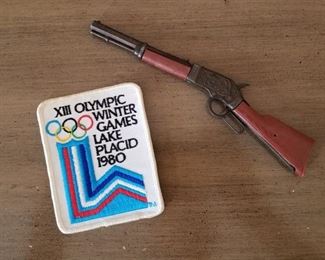 XIII OLYMPIC
WINTER
GAMES
LAKE
PLACID
1980